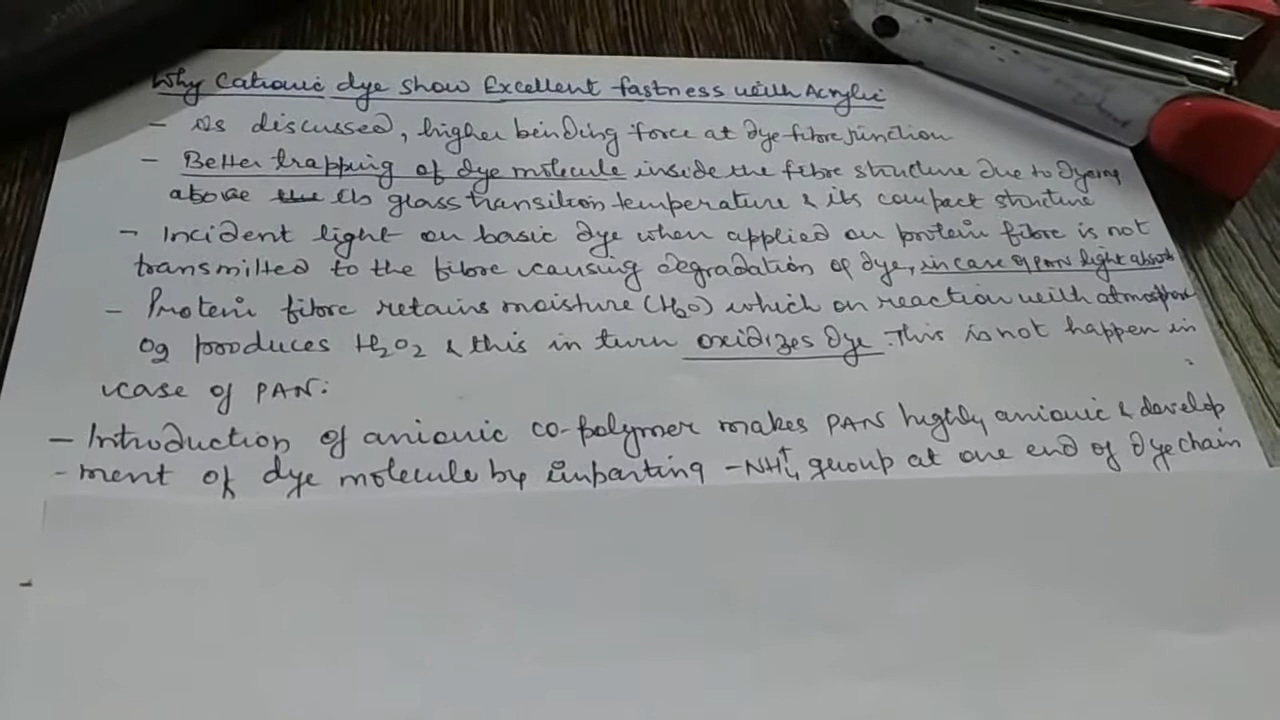 Why Cationic dye show Excellent fastness with Acrylic
- As discussed, higher beinding force at dye-fibre junction
- Better trapping of dye molecule inside the fibre structure due to dyeing
above its glass transition temperature & its compact structure
- Incident light on basic dye when applied on protein fibre is not
transmitted to the fibre causing degradation of dye, in case of PAN light absorb
- Protein fibre retains moisture (H2O) which on reaction with atmosphere
O2 produces H2O2 & this in turn oxidizes dye. This is not happen in
case of PAN.
- Introduction of anionic co-polymer makes PAN highly anionic & develop
- ment of dye molecule by imparting -NH4+ group at one end of dye chain